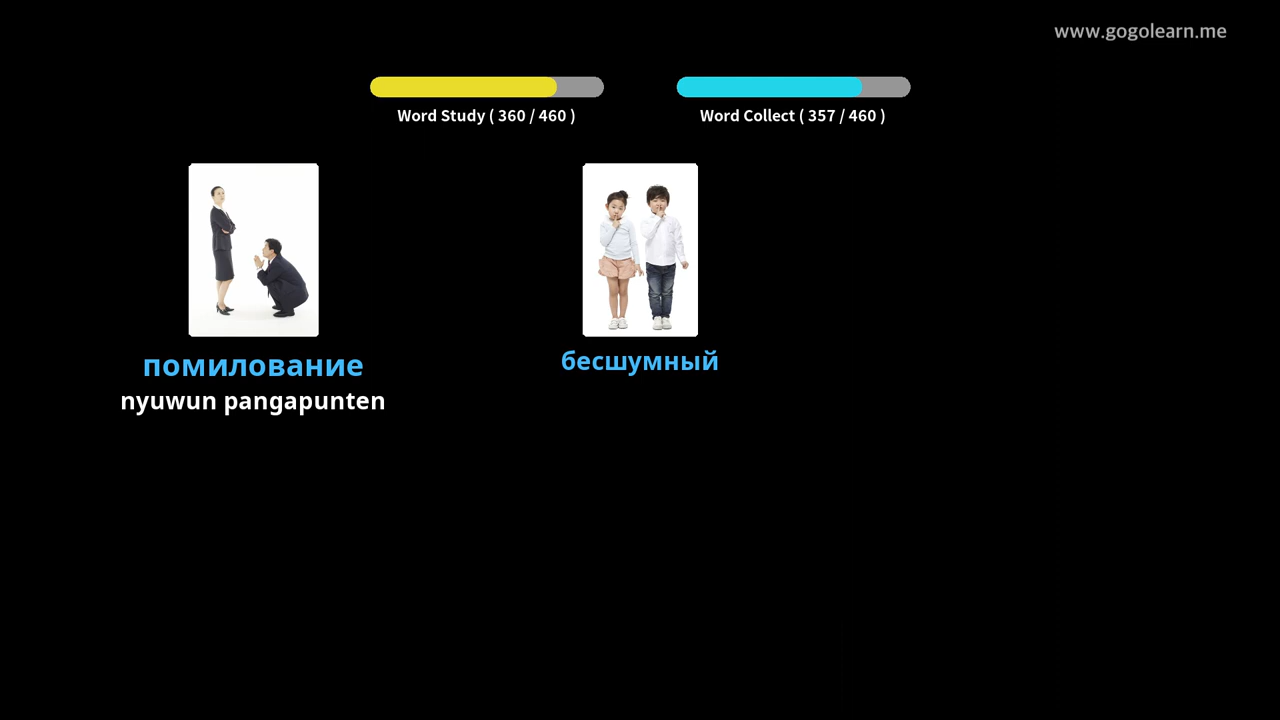 www.gogolearn.me
Word Study ( 360 / 460 )
Word Collect ( 357 / 460 )
помилование
nyuwun pangapunten
бесшумный